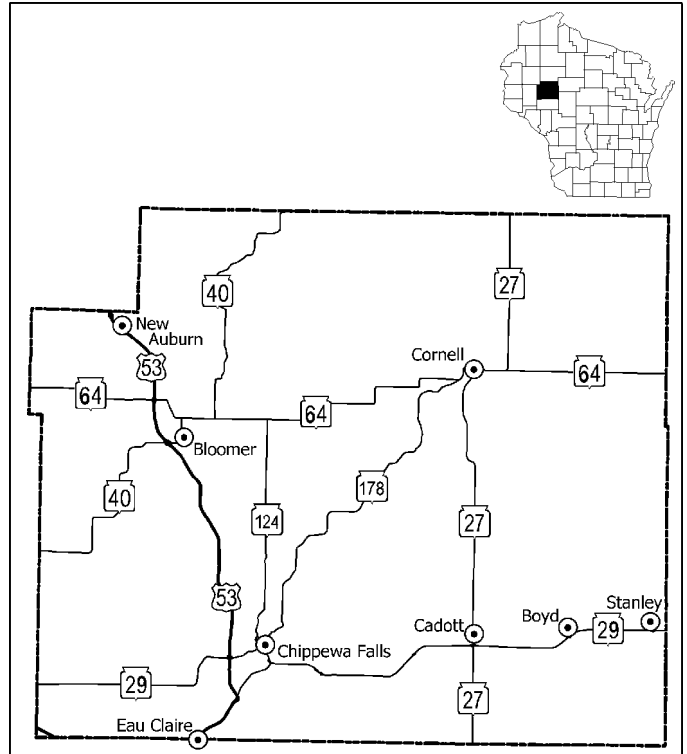 40
27
New
Auburn
53
Cornell
64
64
64
Bloomer
178
40
124
27
53
Stanley
Cadott
Boyd
29
Chippewa Falls
29
27
Eau Claire